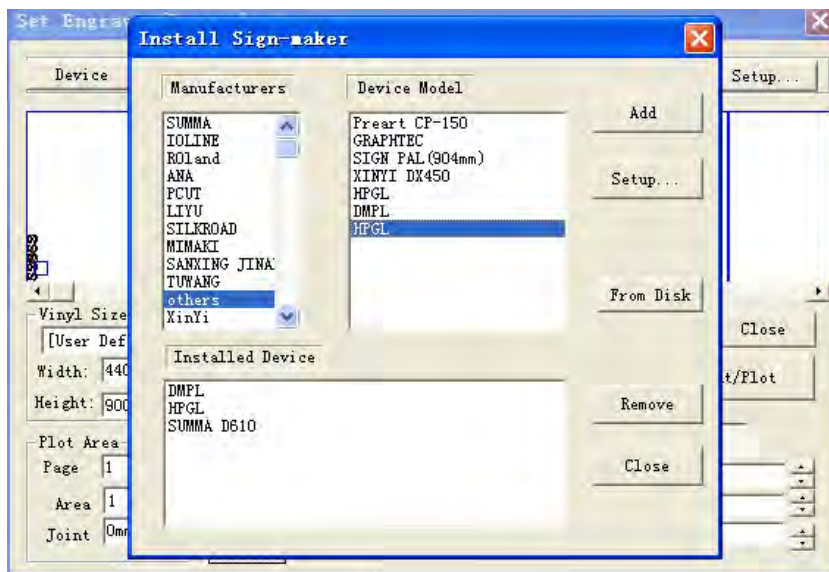 Set Engrav
Install Sign-maker
Device
Setup...
Manufacturers
Device Model
SUMMA
IOLINE
ROland
ANA
PCUT
LIYU
SILKROAD
MIMAKI
SANXING JINA
TUWANG
others
XinYi
Preart CP-150
GRAPHTEC
SIGN PAL(904mm)
XINYI DX450
HPGL
DMPL
HPGL
Add
Setup...
From Disk
Installed Device
DMPL
HPGL
SUMMA D610
Remove
Close
Vinyl Size
[User Def
Width: 440
Height: 900
Plot Area
Page 1
Area 1
Joint 0mm
Close
t/Plot